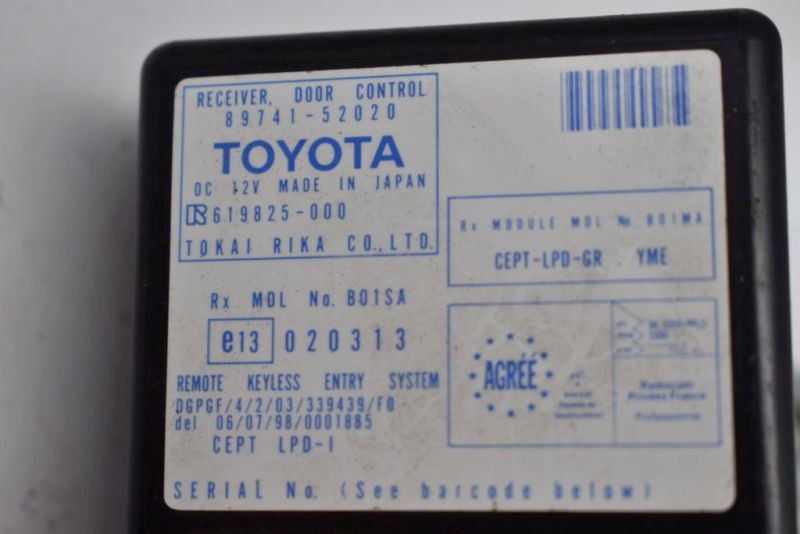 RECEIVER, DOOR CONTROL
89741-52020
TOYOTA
DC 12V MADE IN JAPAN
R 619825-000
TOKAI RIKA CO., LTD.
Rx MODULE MDL No. B01MA
CEPT-LPD-GR . YME
Rx MDL No. B01SA
e13 020313
REMOTE KEYLESS ENTRY SYSTEM
DGPGF/4/2/03/339439/FO
del 06/07/98/0001885
CEPT LPD-I
AGRÉÉ
SERIAL No. (See barcode below)